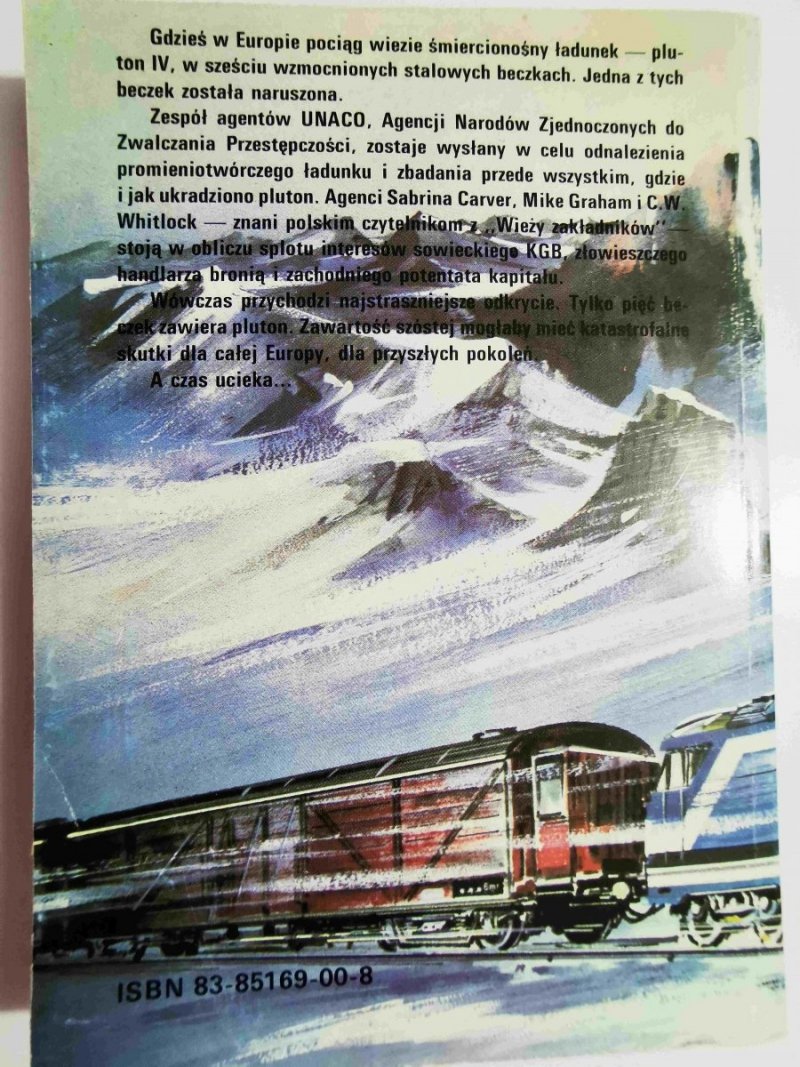 Gdzieś w Europie pociąg wiezie śmiercionośny ładunek — plu-
ton IV, w sześciu wzmocnionych stalowych beczkach. Jedna z tych
beczek została naruszona.
Zespół agentów UNACO, Agencji Narodów Zjednoczonych do
Zwalczania Przestępczości, zostaje wysłany w celu odnalezienia
promieniotwórczego ładunku i zbadania przede wszystkim, gdzie
i jak ukradziono pluton. Agenci Sabrina Carver, Mike Graham i C.W.
Whitlock — znani polskim czytelnikom z „Wieży zakładników” —
stoją w obliczu splotu interesów sowieckiego KGB, złowieszczego
handlarza bronią i zachodniego potentata kapitału.
Wówczas przychodzi najstraszniejsze odkrycie. Tylko pięć be-
czek zawiera pluton. Zawartość szóstej mogłaby mieć katastrofalne
skutki dla całej Europy, dla przyszłych pokoleń...
A czas ucieka...
ISBN 83-85169-00-8